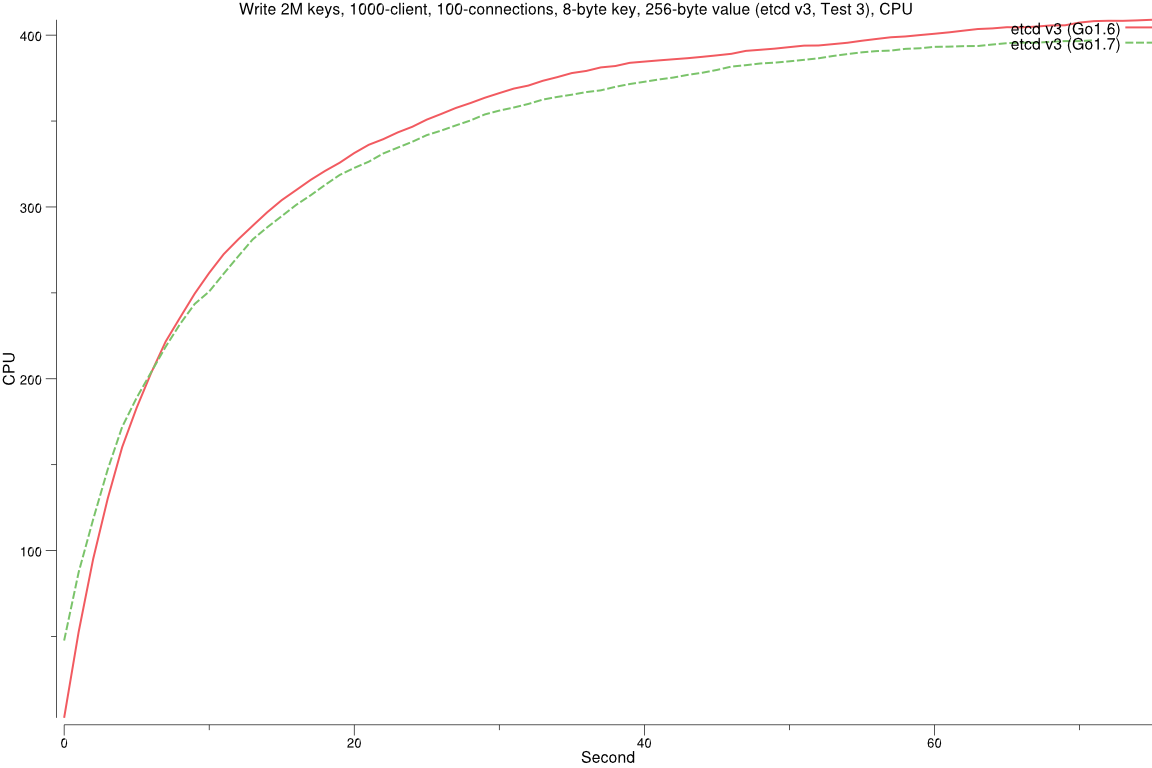 Write 2M keys, 1000-client, 100-connections, 8-byte key, 256-byte value (etcd v3, Test 3), CPU
etcd v3 (Go1.6)
etcd v3 (Go1.7)
400
300
200
100
CPU
0 20 40 60
Second